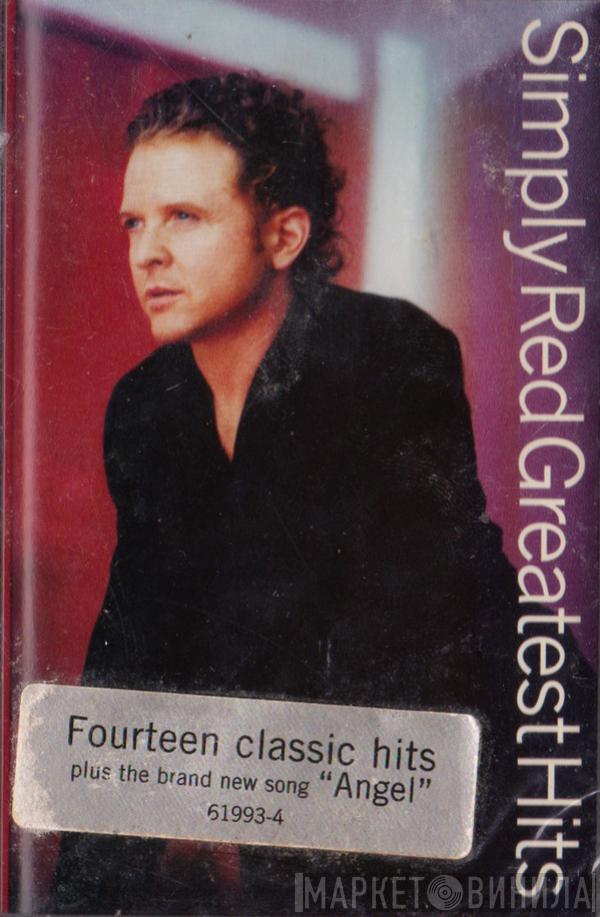 Simply Red Greatest Hits
Fourteen classic hits
plus the brand new song “Angel”
61993-4
МАРКЕТ ВИНИЛА